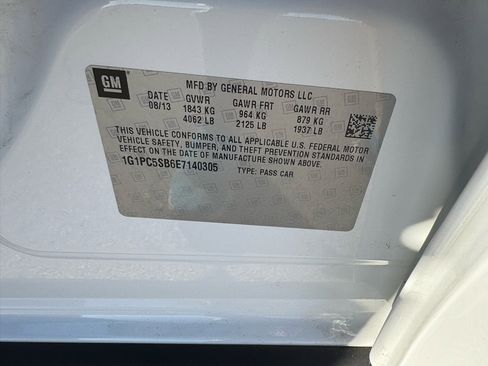 GM
MFD BY GENERAL MOTORS LLC
DATE GVWR GAWR FRT GAWR RR
08/13 1843 KG 964 KG 879 KG
4062 LB 2125 LB 1937 LB
THIS VEHICLE CONFORMS TO ALL APPLICABLE U.S. FEDERAL MOTOR
VEHICLE SAFETY, BUMPER, AND THEFT PREVENTION STANDARDS
IN EFFECT ON THE DATE OF MANUFACTURE SHOWN ABOVE.
1G1PC5SB6E7140305 TYPE: PASS CAR